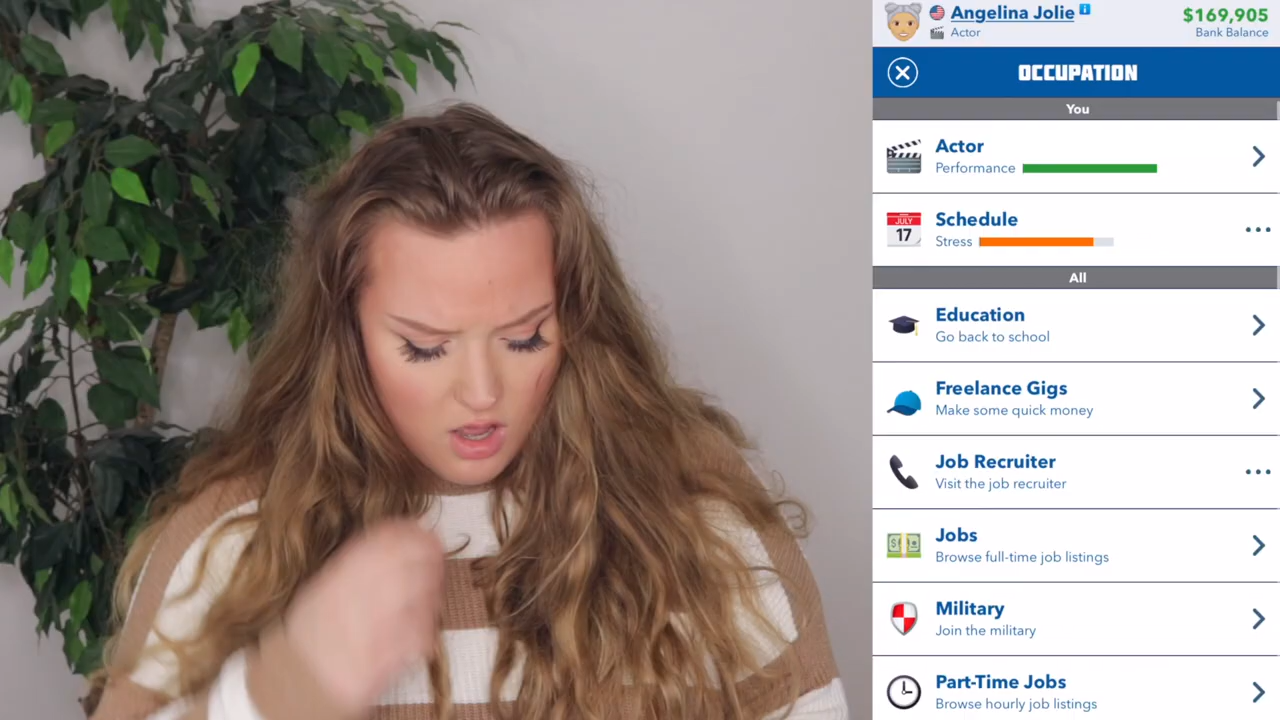 Angelina Jolie
$169,905
Actor
Bank Balance
OCCUPATION
You
Actor
Performance
JULY
17
Schedule
Stress
All
Education
Go back to school
Freelance Gigs
Make some quick money
Job Recruiter
Visit the job recruiter
Jobs
Browse full-time job listings
Military
Join the military
Part-Time Jobs
Browse hourly job listings